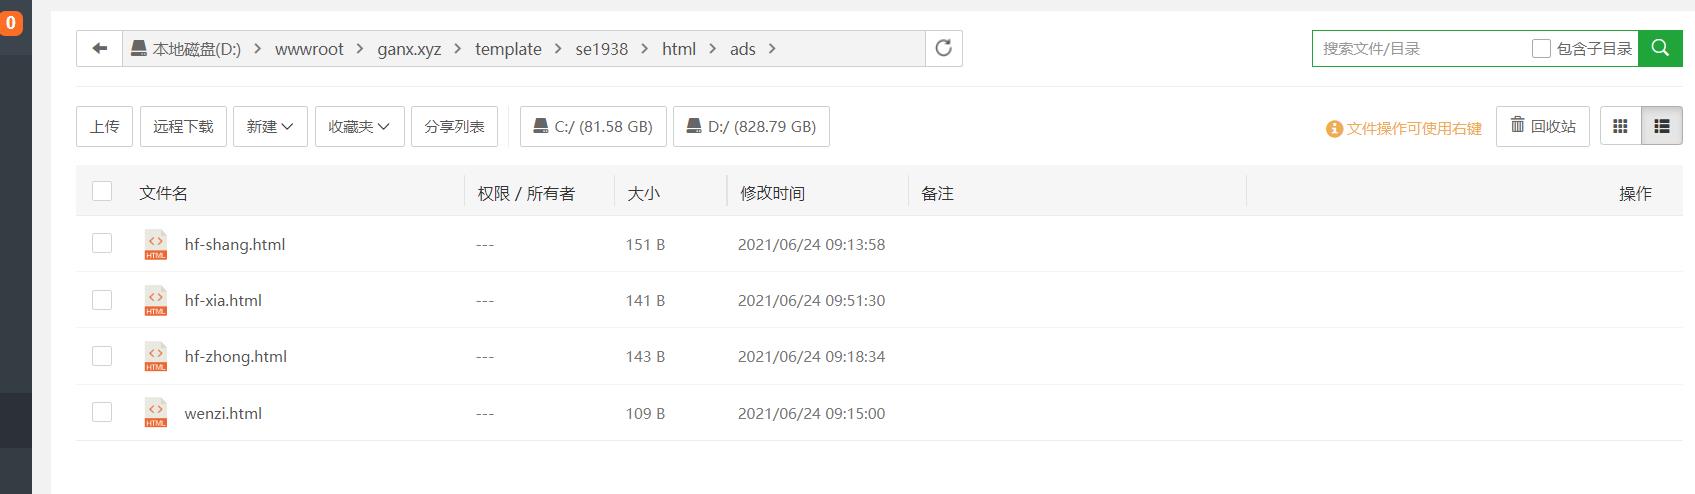 0
本地磁盘(D:) > wwwroot > ganx.xyz > template > se1938 > html > ads >
搜索文件/目录 包含子目录
上传 远程下载 新建 收藏夹 分享列表 C:/ (81.58 GB) D:/ (828.79 GB) 文件操作可使用右键 回收站
文件名 权限 / 所有者 大小 修改时间 备注 操作
HTML hf-shang.html --- 151 B 2021/06/24 09:13:58
HTML hf-xia.html --- 141 B 2021/06/24 09:51:30
HTML hf-zhong.html --- 143 B 2021/06/24 09:18:34
HTML wenzi.html --- 109 B 2021/06/24 09:15:00